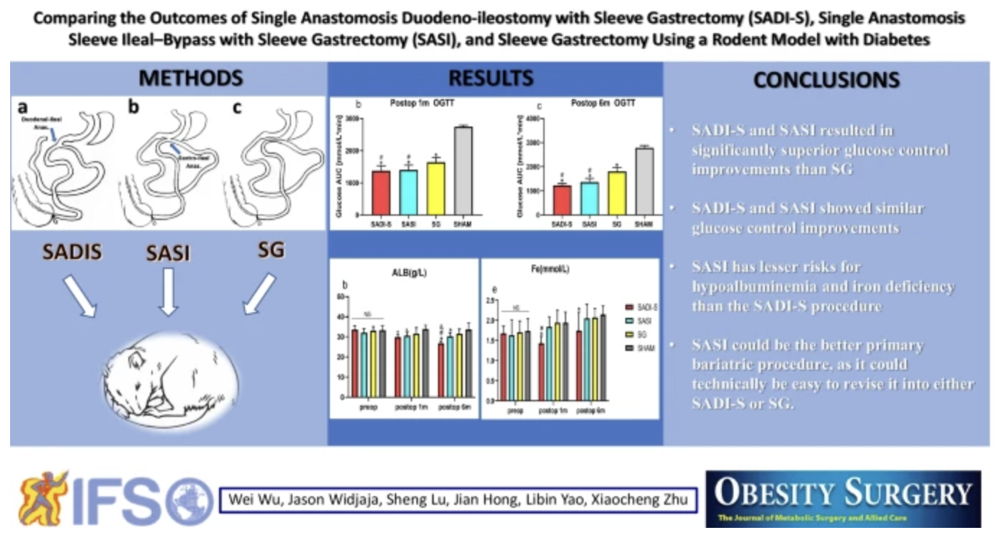 Comparing the Outcomes of Single Anastomosis Duodeno-ileostomy with Sleeve Gastrectomy (SADI-S), Single Anastomosis
Sleeve Ileal–Bypass with Sleeve Gastrectomy (SASI), and Sleeve Gastrectomy Using a Rodent Model with Diabetes
METHODS
a
b
c
Duodenal-Ileal
Anas.
Gastro-Ileal
Anas.
SADIS
SASI
SG
RESULTS
b
Postop 1m OGTT
Glucose AUC [mmol/L*min]
3000
2000
1000
0
#
*
#
*
*
SADI-S SASI SG SHAM
c
Postop 6m OGTT
Glucose AUC [mmol/L*min]
4000
3000
2000
1000
0
#
*
#
*
*
SADI-S SASI SG SHAM
b
ALB(g/L)
50
40
30
20
10
0
NS
preop postop 1m postop 6m
e
Fe(mmol/L)
2.5
2.0
1.5
1.0
0.5
0.0
NS
preop postop 1m postop 6m
SADI-S
SASI
SG
SHAM
CONCLUSIONS
• SADI-S and SASI resulted in
significantly superior glucose control
improvements than SG
• SADI-S and SASI showed similar
glucose control improvements
• SASI has lesser risks for
hypoalbuminemia and iron deficiency
than the SADI-S procedure
• SASI could be the better primary
bariatric procedure, as it could
technically be easy to revise it into either
SADI-S or SG.
IFSO
Wei Wu, Jason Widjaja, Sheng Lu, Jian Hong, Libin Yao, Xiaocheng Zhu
OBESITY SURGERY
The Journal of Metabolic Surgery and Allied Care